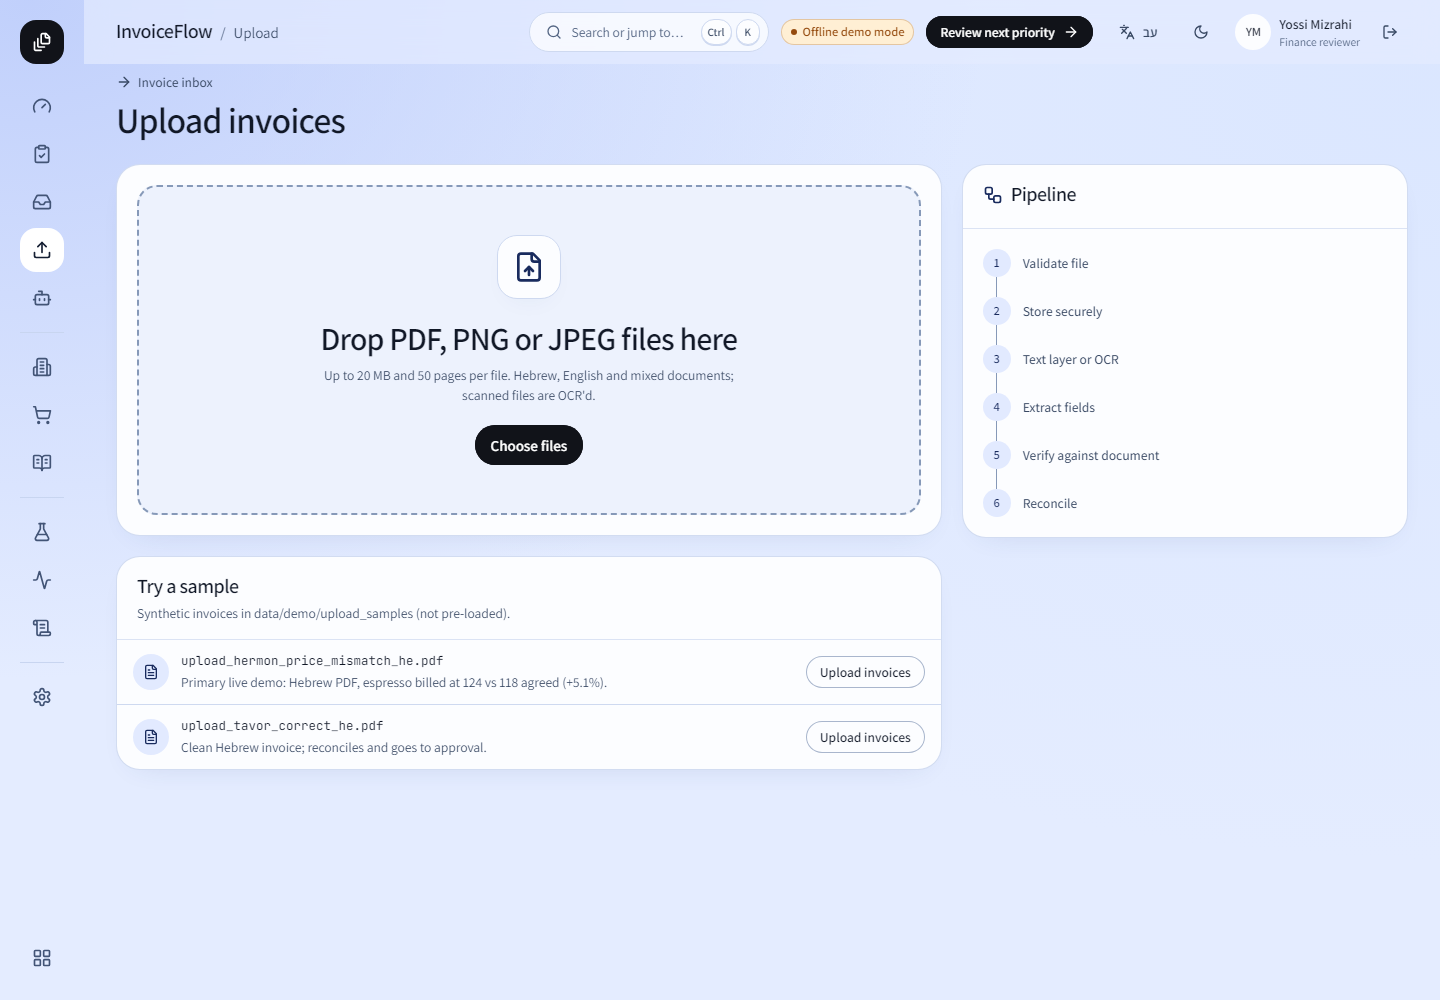 InvoiceFlow / Upload
Search or jump to… Ctrl K
Offline demo mode
Review next priority
עב
YM
Yossi Mizrahi
Finance reviewer
Invoice inbox
Upload invoices
Drop PDF, PNG or JPEG files here
Up to 20 MB and 50 pages per file. Hebrew, English and mixed documents;
scanned files are OCR'd.
Choose files
Pipeline
1 Validate file
2 Store securely
3 Text layer or OCR
4 Extract fields
5 Verify against document
6 Reconcile
Try a sample
Synthetic invoices in data/demo/upload_samples (not pre-loaded).
upload_hermon_price_mismatch_he.pdf
Primary live demo: Hebrew PDF, espresso billed at 124 vs 118 agreed (+5.1%).
Upload invoices
upload_tavor_correct_he.pdf
Clean Hebrew invoice; reconciles and goes to approval.
Upload invoices